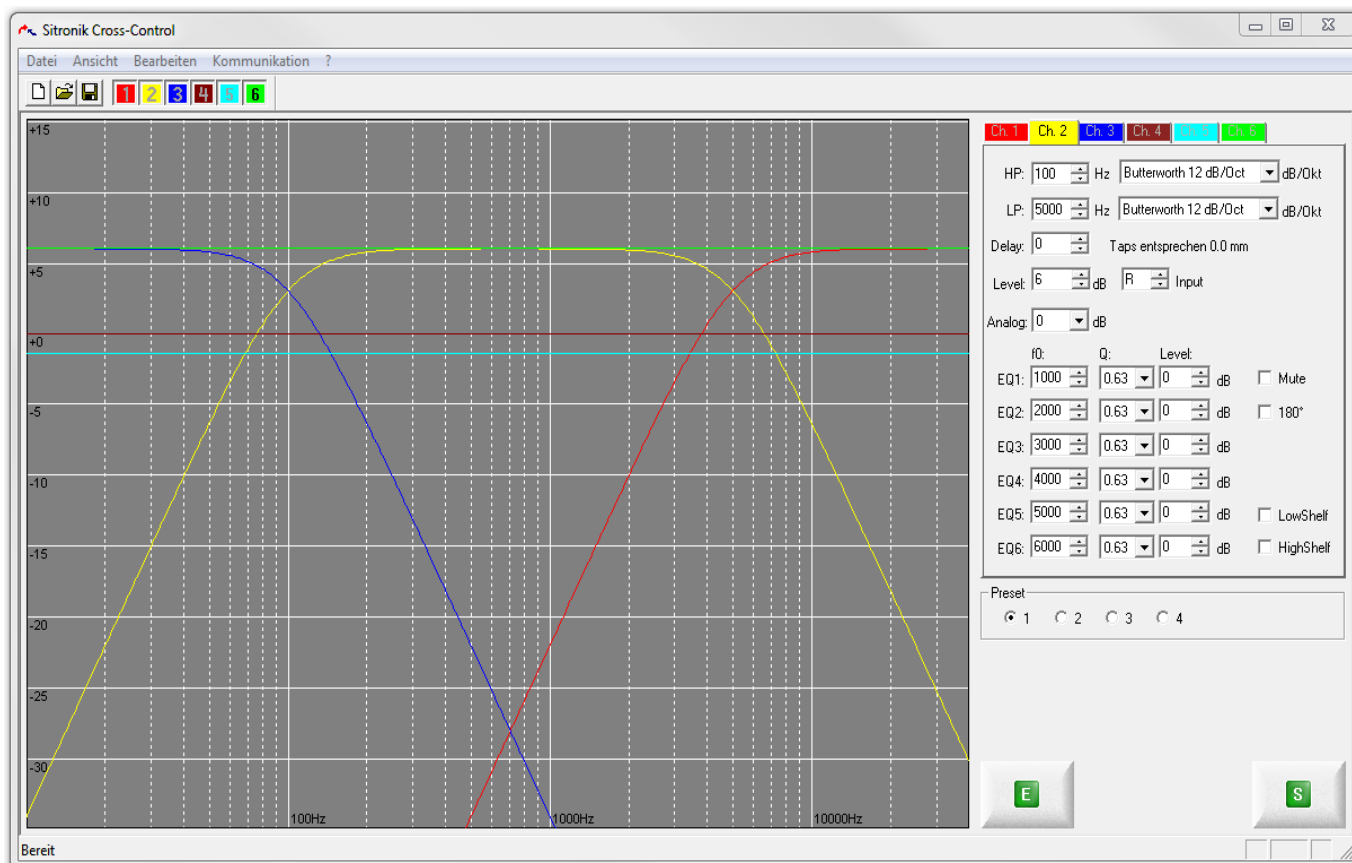 Sitronik Cross-Control
Datei Ansicht Bearbeiten Kommunikation ?
1 2 3 4 5 6
+15
+10
+5
+0
-5
-10
-15
-20
-25
-30
100Hz 1000Hz 10000Hz
Ch. 1 Ch. 2 Ch. 3 Ch. 4 Ch. 6
HP: 100 Hz Butterworth 12 dB/Oct dB/Okt
LP: 5000 Hz Butterworth 12 dB/Oct dB/Okt
Delay: 0 Taps entsprechen 0.0 mm
Level: 6 dB R Input
Analog: 0 dB
f0: Q: Level:
EQ1: 1000 0.63 0 dB Mute
EQ2: 2000 0.63 0 dB 180°
EQ3: 3000 0.63 0 dB
EQ4: 4000 0.63 0 dB
EQ5: 5000 0.63 0 dB LowShelf
EQ6: 6000 0.63 0 dB HighShelf
Preset
1 2 3 4
E S
Bereit